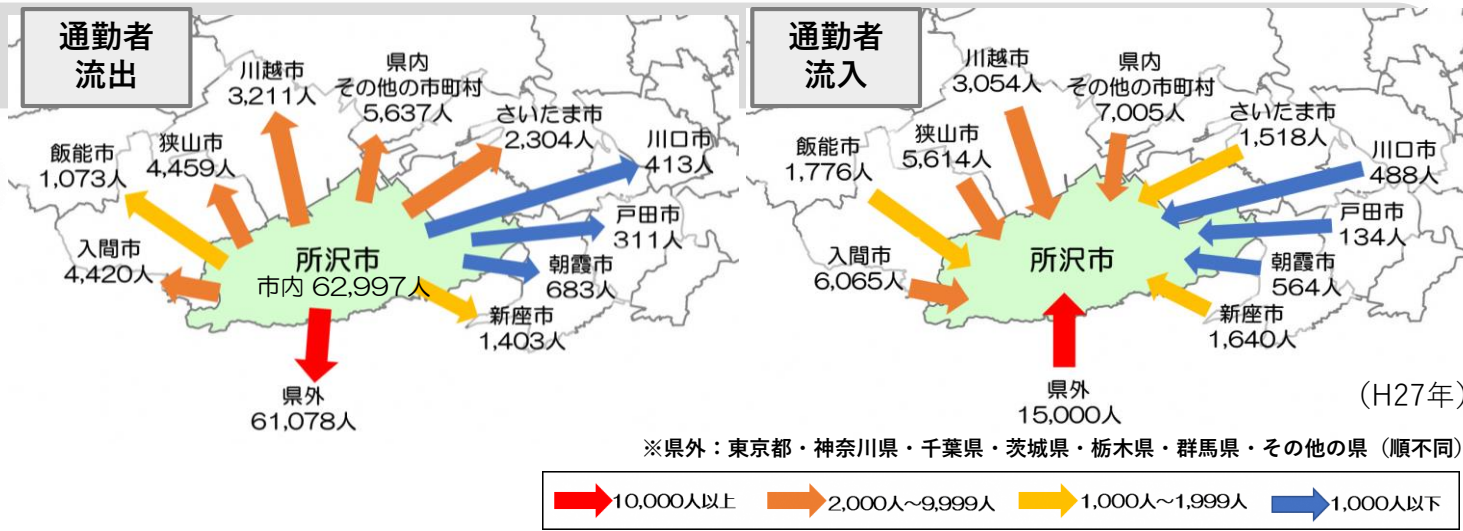 通勤者
流出
川越市
3,211人
県内
その他の市町村
5,637人
さいたま市
2,304人
川口市
413人
飯能市
1,073人
狭山市
4,459人
戸田市
311人
入間市
4,420人
所沢市
市内 62,997人
朝霞市
683人
新座市
1,403人
県外
61,078人
通勤者
流入
川越市
3,054人
県内
その他の市町村
7,005人
さいたま市
1,518人
川口市
488人
飯能市
1,776人
狭山市
5,614人
戸田市
134人
入間市
6,065人
所沢市
朝霞市
564人
新座市
1,640人
県外
15,000人
(H27年)
※県外：東京都・神奈川県・千葉県・茨城県・栃木県・群馬県・その他の県（順不同）
10,000人以上
2,000人～9,999人
1,000人～1,999人
1,000人以下